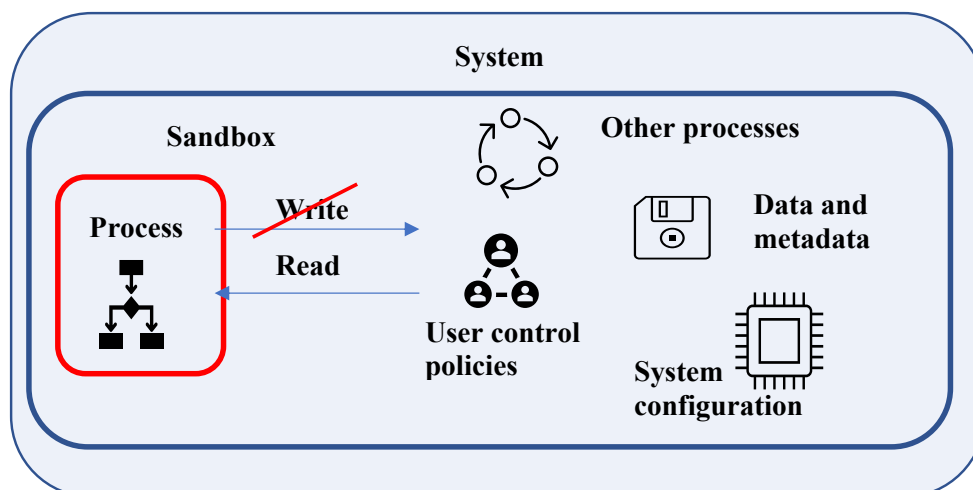 System
Sandbox
Other processes
Process
Write
Read
Data and
metadata
User control
policies
System
configuration